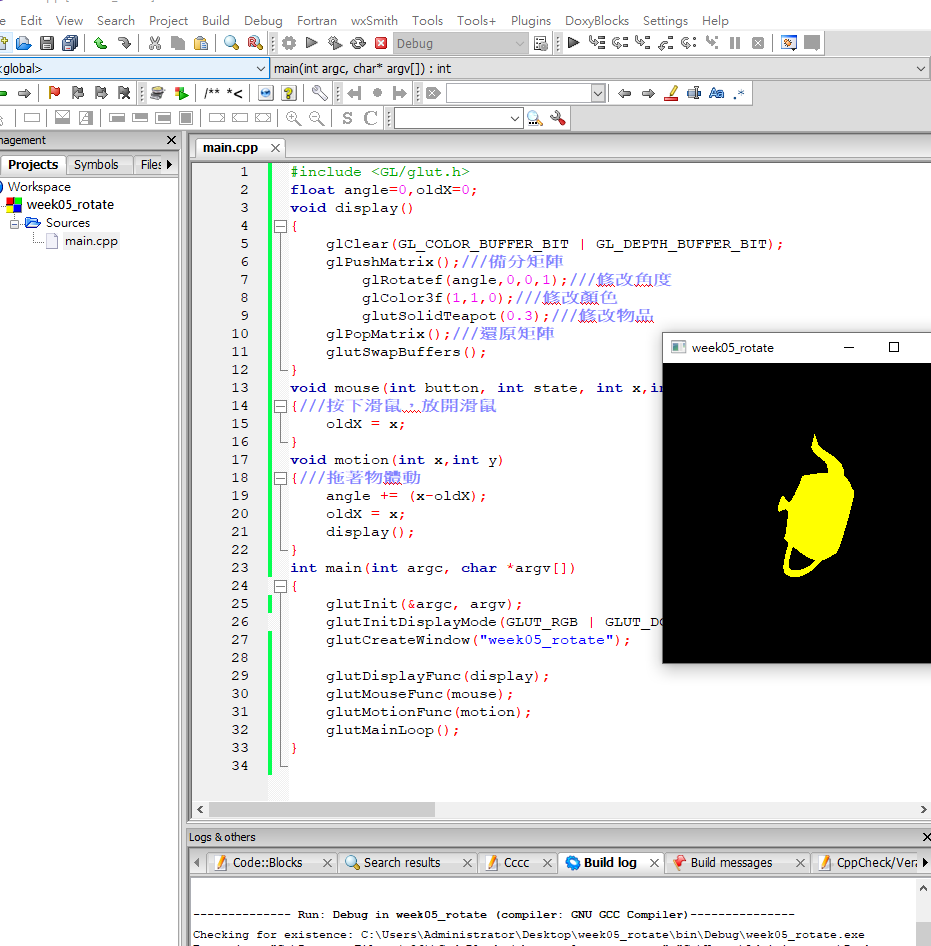 Edit View Search Project Build Debug Fortran wxSmith Tools Tools+ Plugins DoxyBlocks Settings Help
Debug
<global>
main(int argc, char* argv[]) : int
/** *<
Aa .*
S C
nagement
Projects Symbols Files
Workspace
week05_rotate
Sources
main.cpp
main.cpp
1 #include <GL/glut.h>
2 float angle=0,oldX=0;
3 void display()
4 {
5 glClear(GL_COLOR_BUFFER_BIT | GL_DEPTH_BUFFER_BIT);
6 glPushMatrix();///備分矩陣
7 glRotatef(angle,0,0,1);///修改角度
8 glColor3f(1,1,0);///修改顏色
9 glutSolidTeapot(0.3);///修改物品
10 glPopMatrix();///還原矩陣
11 glutSwapBuffers();
12 }
13 void mouse(int button, int state, int x,in
14 {///按下滑鼠，放開滑鼠
15 oldX = x;
16 }
17 void motion(int x,int y)
18 {///拖著物體動
19 angle += (x-oldX);
20 oldX = x;
21 display();
22 }
23 int main(int argc, char *argv[])
24 {
25 glutInit(&argc, argv);
26 glutInitDisplayMode(GLUT_RGB | GLUT_DO
27 glutCreateWindow("week05_rotate");
28
29 glutDisplayFunc(display);
30 glutMouseFunc(mouse);
31 glutMotionFunc(motion);
32 glutMainLoop();
33 }
34
week05_rotate
Logs & others
Code::Blocks Search results Cccc Build log Build messages CppCheck/Vera
-------------- Run: Debug in week05_rotate (compiler: GNU GCC Compiler)---------------
Checking for existence: C:\Users\Administrator\Desktop\week05_rotate\bin\Debug\week05_rotate.exe